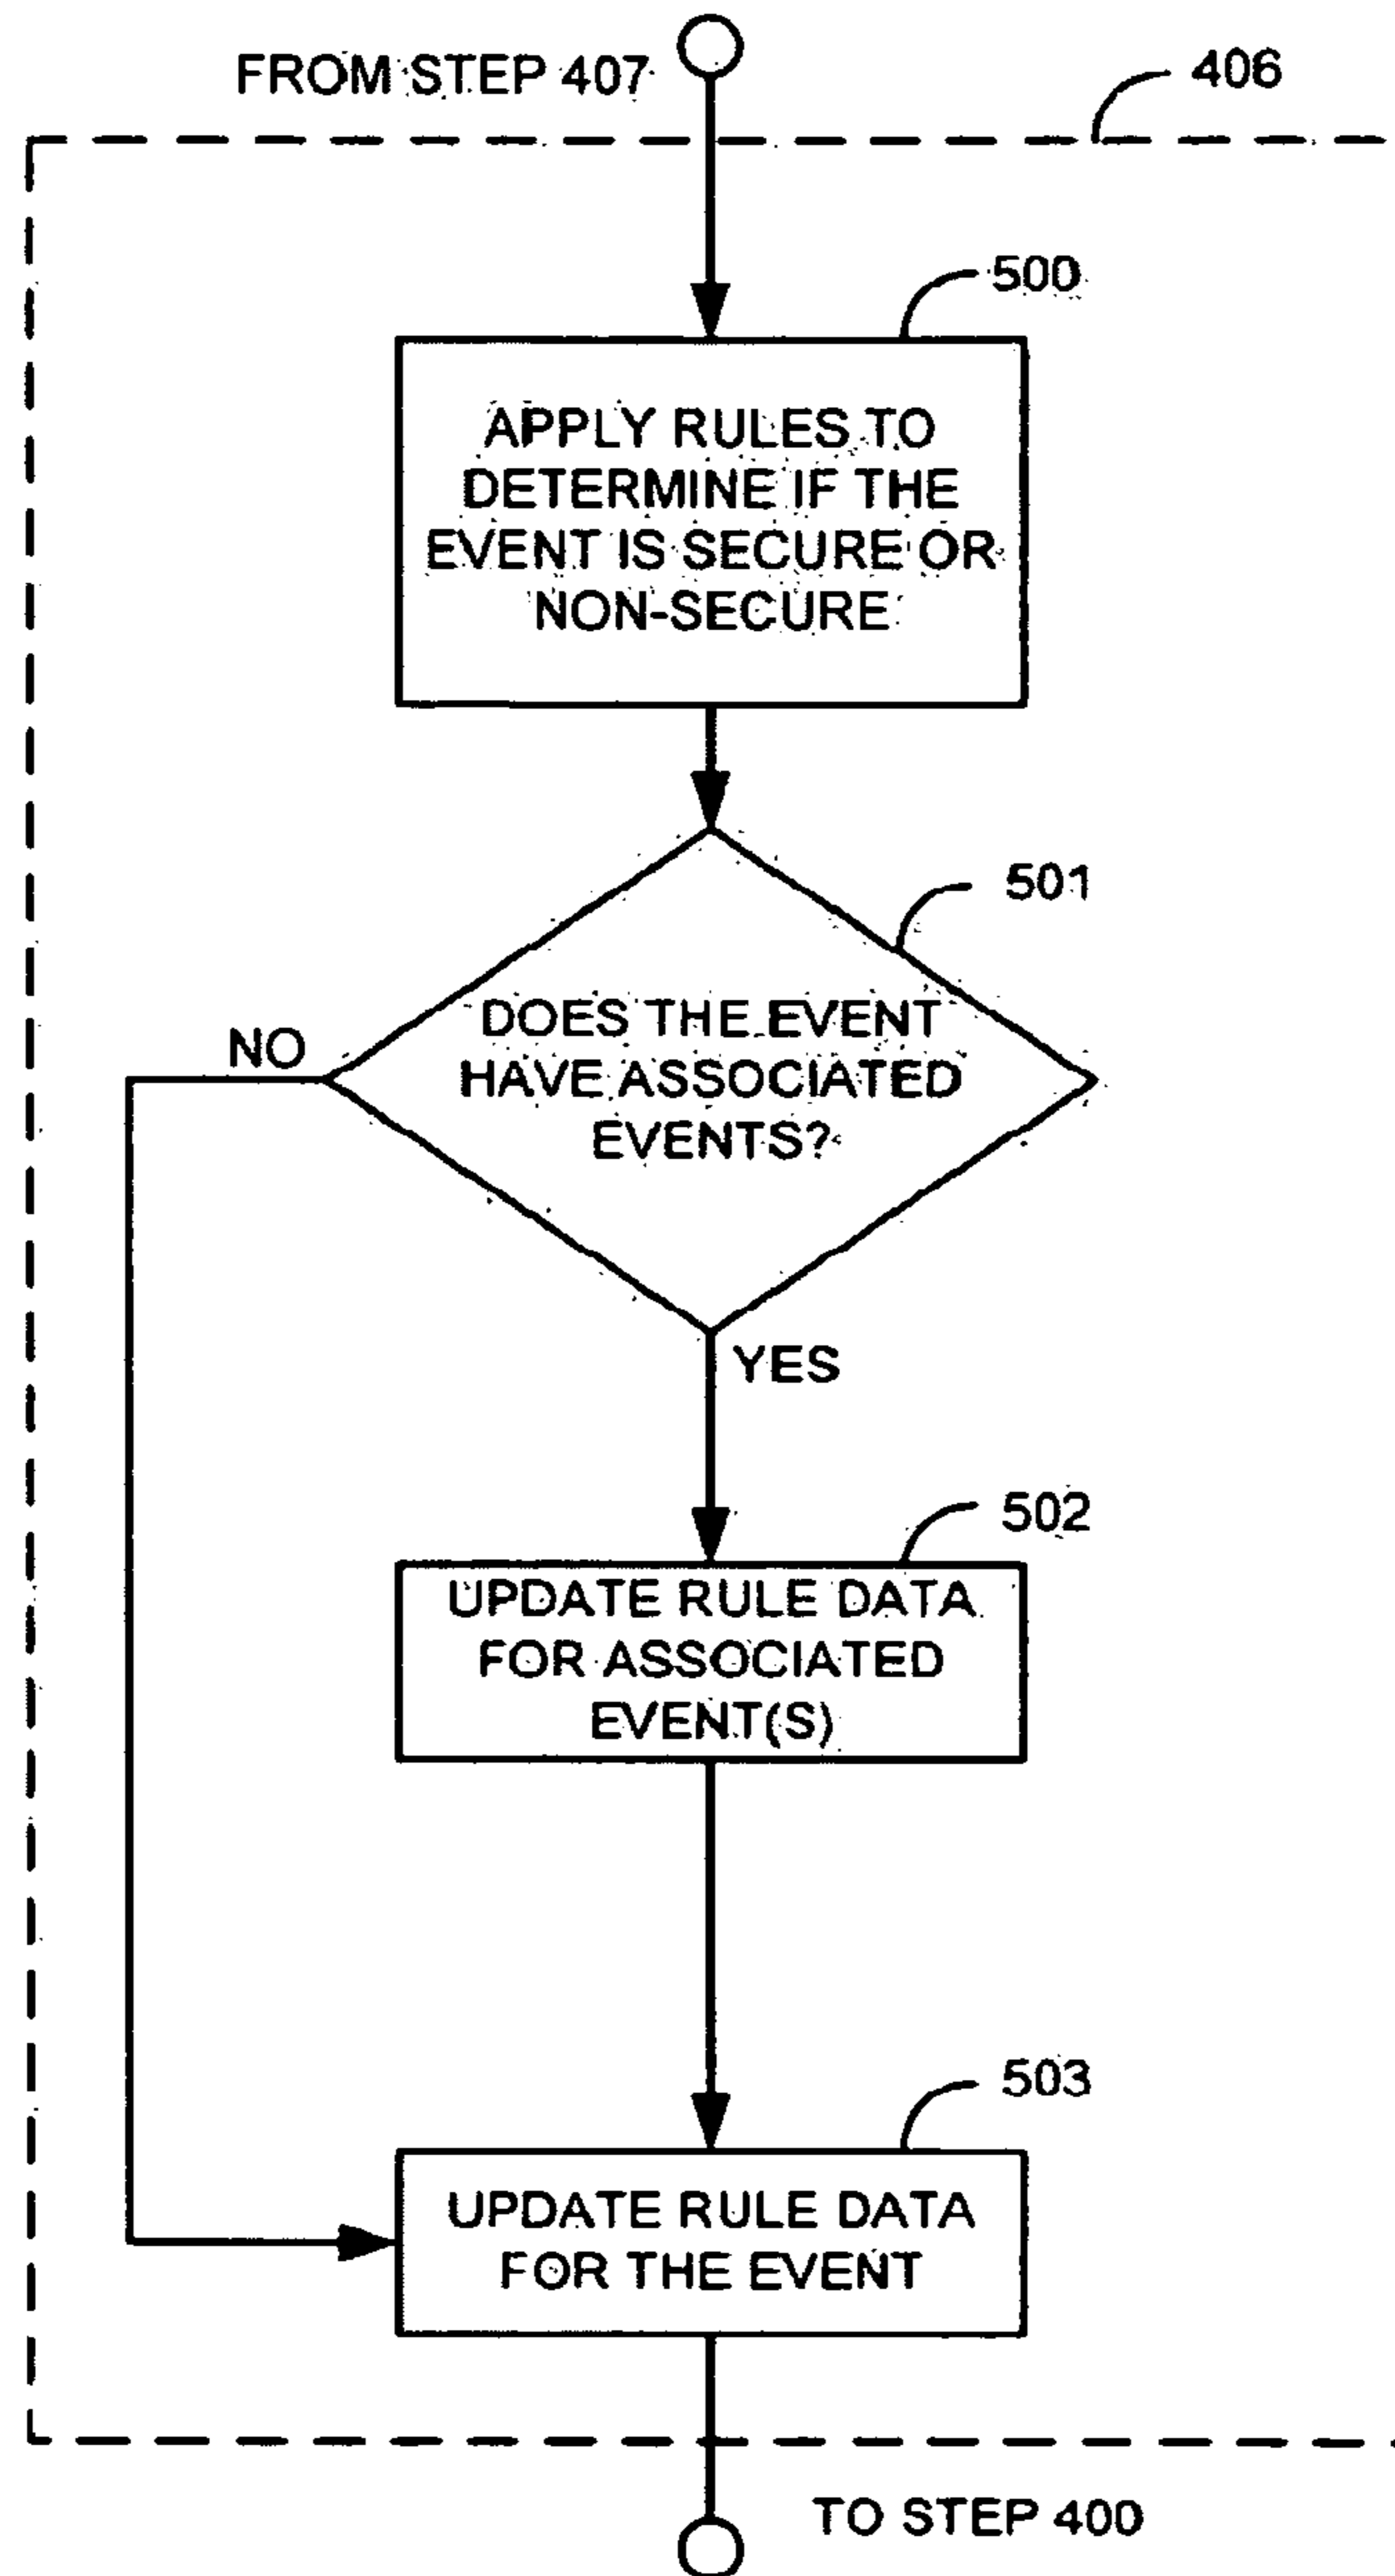 FROM STEP 407
406
500
APPLY RULES TO
DETERMINE IF THE
EVENT IS SECURE OR
NON-SECURE
501
DOES THE EVENT
HAVE ASSOCIATED
EVENTS?
NO
YES
502
UPDATE RULE DATA
FOR ASSOCIATED
EVENT(S)
503
UPDATE RULE DATA
FOR THE EVENT
TO STEP 400